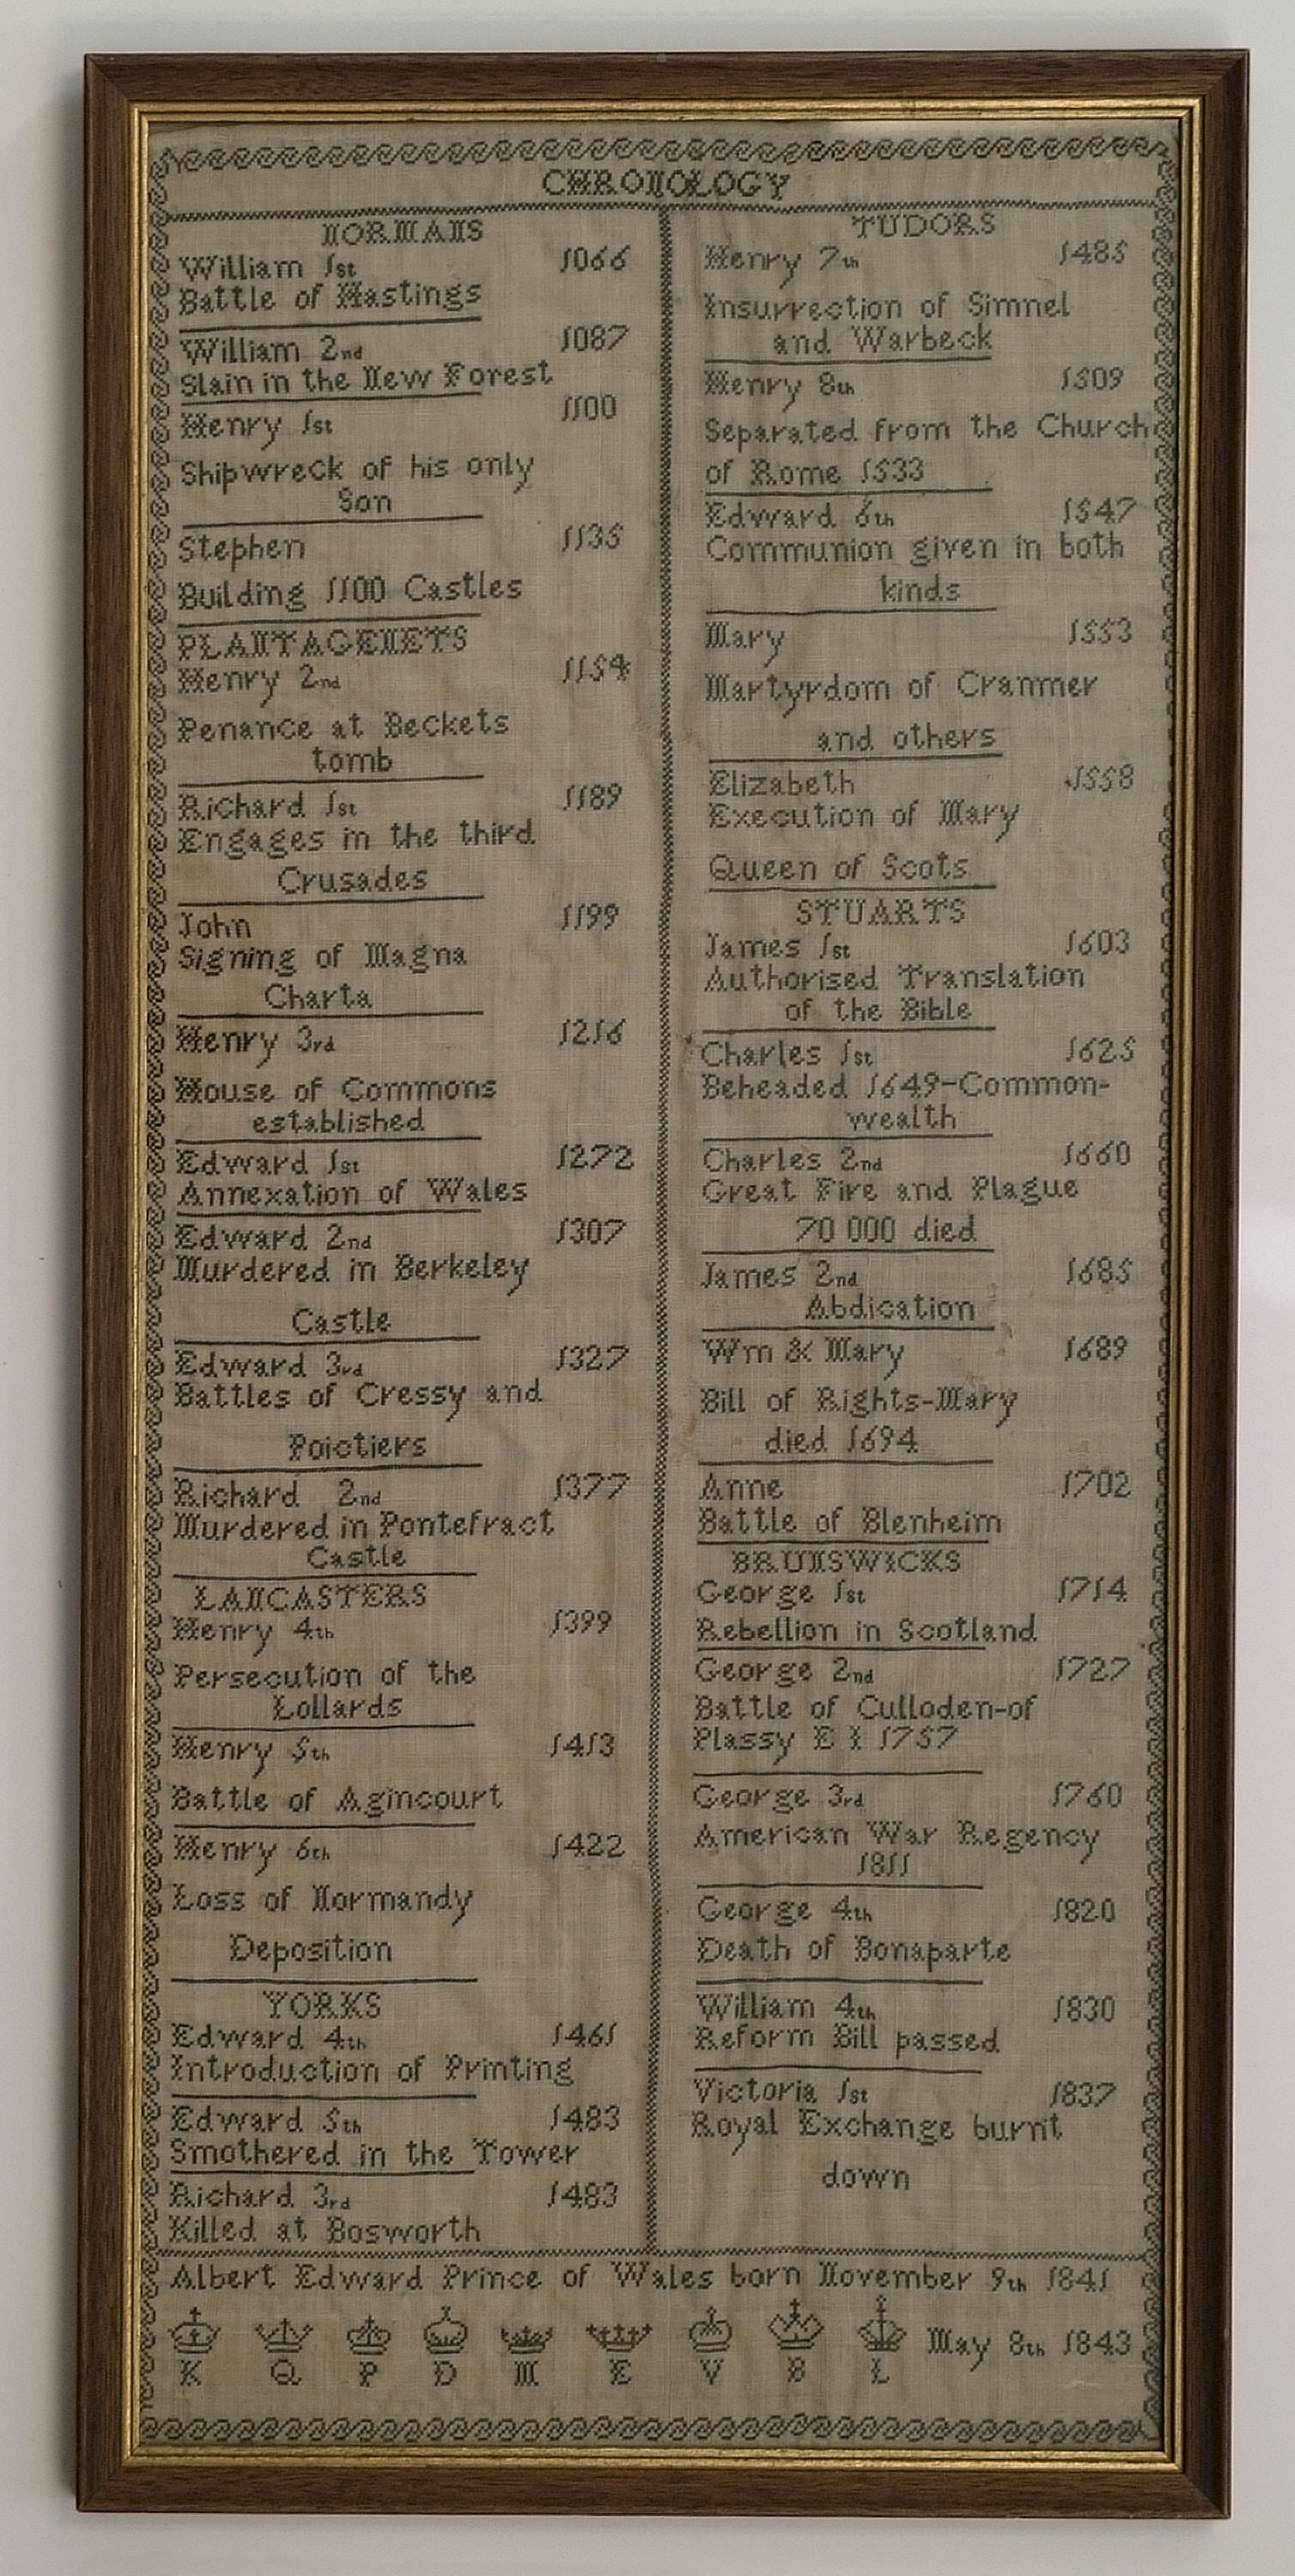 CHRONOLOGY
NORMANS
William 1st 1066
Battle of Hastings
William 2nd 1087
Slain in the New Forest
Henry 1st 1100
Shipwreck of his only
Son
Stephen 1135
Building 1100 Castles
PLANTAGENETS
Henry 2nd 1154
Penance at Beckets
tomb
Richard 1st 1189
Engages in the third
Crusades
John 1199
Signing of Magna
Charta
Henry 3rd 1216
House of Commons
established
Edward 1st 1272
Annexation of Wales
Edward 2nd 1307
Murdered in Berkeley
Castle
Edward 3rd 1327
Battles of Cressy and
Poictiers
Richard 2nd 1377
Murdered in Pontefract
Castle
LANCASTERS
Henry 4th 1399
Persecution of the
Lollards
Henry 5th 1413
Battle of Agincourt
Henry 6th 1422
Loss of Normandy
Deposition
YORKS
Edward 4th 1461
Introduction of Printing
Edward 5th 1483
Smothered in the Tower
Richard 3rd 1483
Killed at Bosworth
TUDORS
Henry 7th 1485
Insurrection of Simnel
and Warbeck
Henry 8th 1509
Separated from the Church
of Rome 1533
Edward 6th 1547
Communion given in both
kinds
Mary 1553
Martyrdom of Cranmer
and others
Elizabeth 1558
Execution of Mary
Queen of Scots
STUARTS
James 1st 1603
Authorised Translation
of the Bible
Charles 1st 1625
Beheaded 1649-Common-
wealth
Charles 2nd 1660
Great Fire and Plague
70 000 died
James 2nd 1685
Abdication
Wm & Mary 1689
Bill of Rights-Mary
died 1694
Anne 1702
Battle of Blenheim
BRUNSWICKS
George 1st 1714
Rebellion in Scotland
George 2nd 1727
Battle of Culloden-of
Plassy E I 1757
George 3rd 1760
American War Regency
1811
George 4th 1820
Death of Bonaparte
William 4th 1830
Reform Bill passed
Victoria 1st 1837
Royal Exchange burnt
down
Albert Edward Prince of Wales born November 9th 1841
May 8th 1843
K Q P D M E V B L